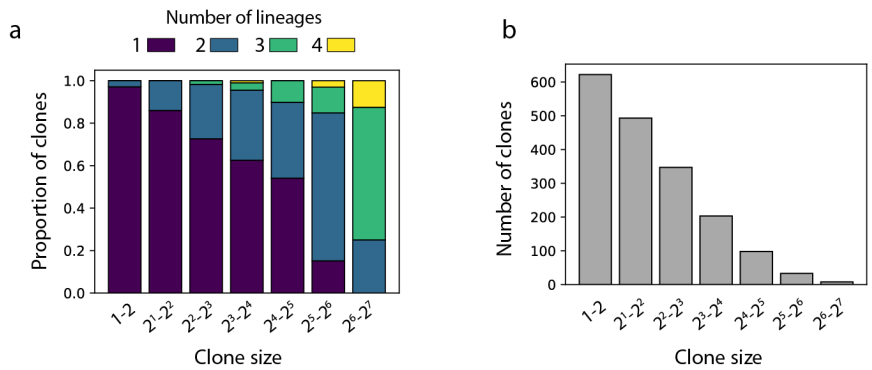 a
Number of lineages
1 2 3 4
Proportion of clones
1.0
0.8
0.6
0.4
0.2
0.0
1-2 2¹-2² 2²-2³ 2³-2⁴ 2⁴-2⁵ 2⁵-2⁶ 2⁶-2⁷
Clone size
b
Number of clones
600
500
400
300
200
100
0
1-2 2¹-2² 2²-2³ 2³-2⁴ 2⁴-2⁵ 2⁵-2⁶ 2⁶-2⁷
Clone size